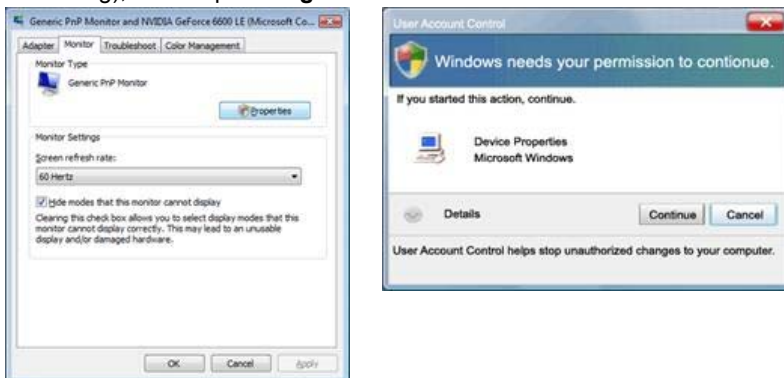 Generic PnP Monitor and NVIDIA GeForce 6600 LE (Microsoft Co...
Adapter Monitor Troubleshoot Color Management
Monitor Type
Generic PnP Monitor
Properties
Monitor Settings
Screen refresh rate:
60 Hertz
Hide modes that this monitor cannot display
Clearing this check box allows you to select display modes that this
monitor cannot display correctly. This may lead to an unusable
display and/or damaged hardware.
OK Cancel Apply
User Account Control
Windows needs your permission to contionue.
If you started this action, continue.
Device Properties
Microsoft Windows
Details Continue Cancel
User Account Control helps stop unauthorized changes to your computer.